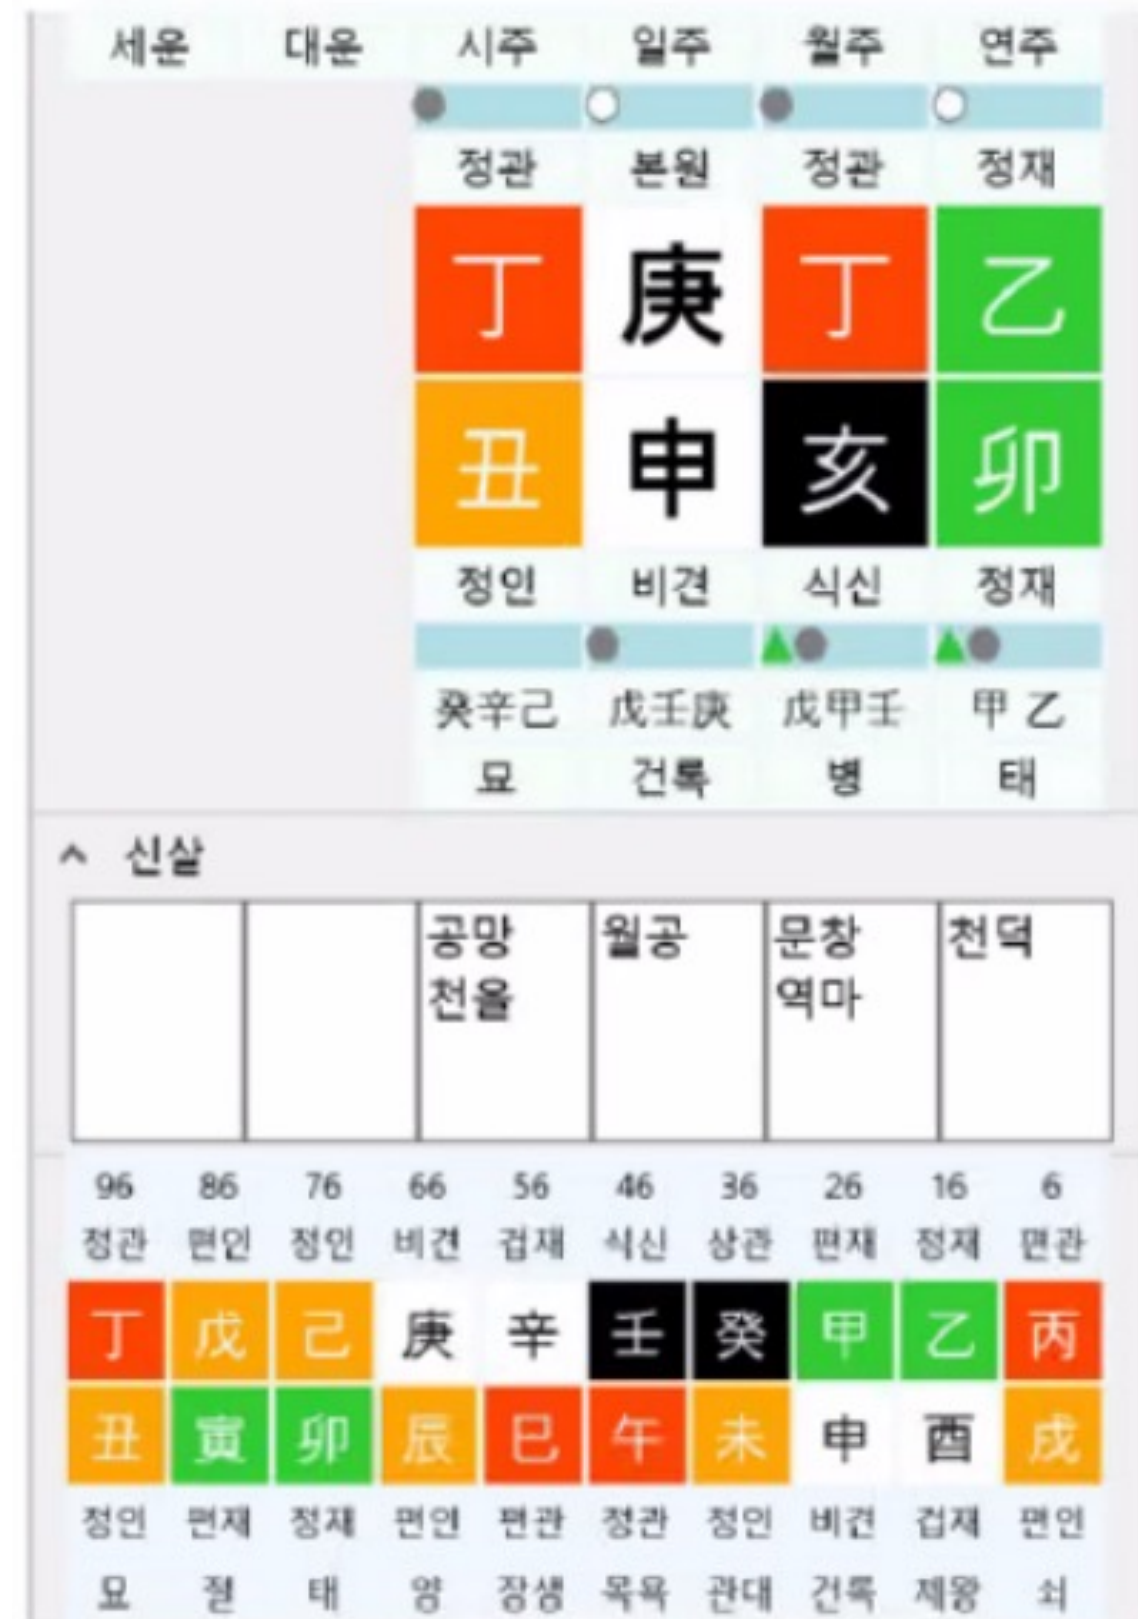 세운 대운 시주 일주 월주 연주
정관 본원 정관 정재
丁 庚 丁 乙
丑 申 亥 卯
정인 비견 식신 정재
癸辛己 戊壬庚 戊甲壬 甲 乙
묘 건록 병 태
신살
공망 월공 문창 천덕
천을 역마
96 86 76 66 56 46 36 26 16 6
정관 편인 정인 비견 겁재 식신 상관 편재 정재 편관
丁 戊 己 庚 辛 壬 癸 甲 乙 丙
丑 寅 卯 辰 巳 午 未 申 酉 戌
정인 편재 정재 편인 편관 정관 정인 비견 겁재 편인
묘 절 태 양 장생 목욕 관대 건록 제왕 쇠